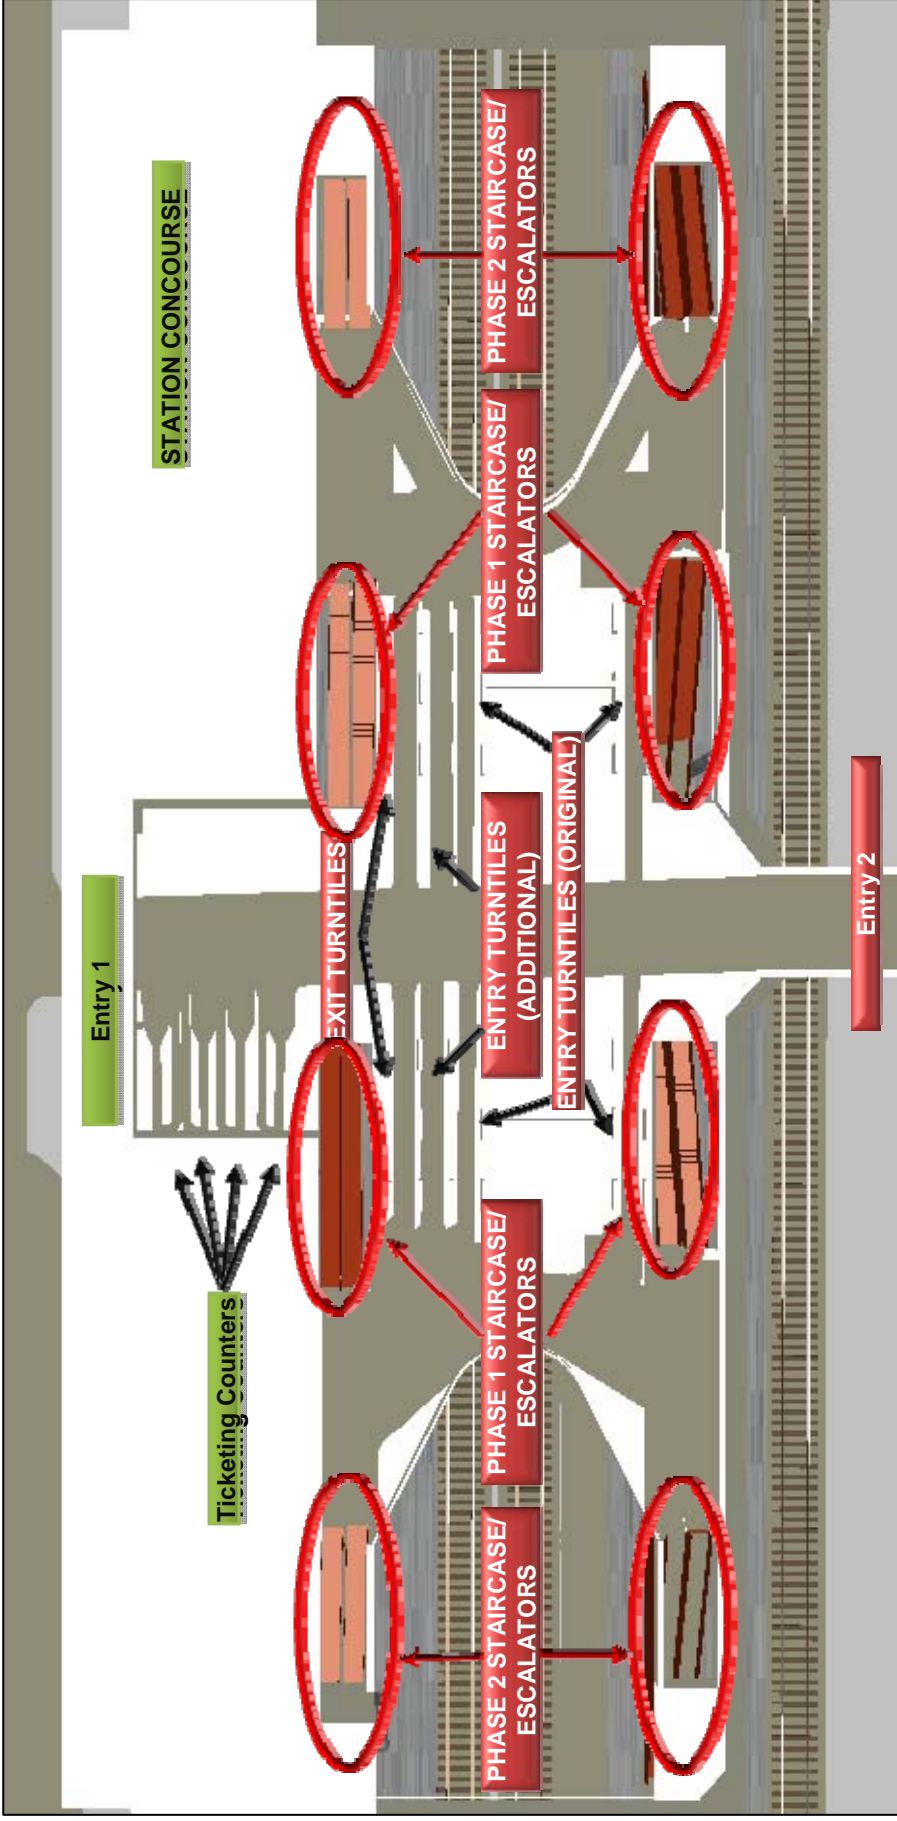 STATION CONCOURSE
Entry 1
Ticketing Counters
EXIT TURNTILES
PHASE 2 STAIRCASE/
ESCALATORS
PHASE 1 STAIRCASE/
ESCALATORS
ENTRY TURNTILES
(ADDITIONAL)
PHASE 1 STAIRCASE/
ESCALATORS
PHASE 2 STAIRCASE/
ESCALATORS
ENTRY TURNTILES (ORIGINAL)
Entry 2